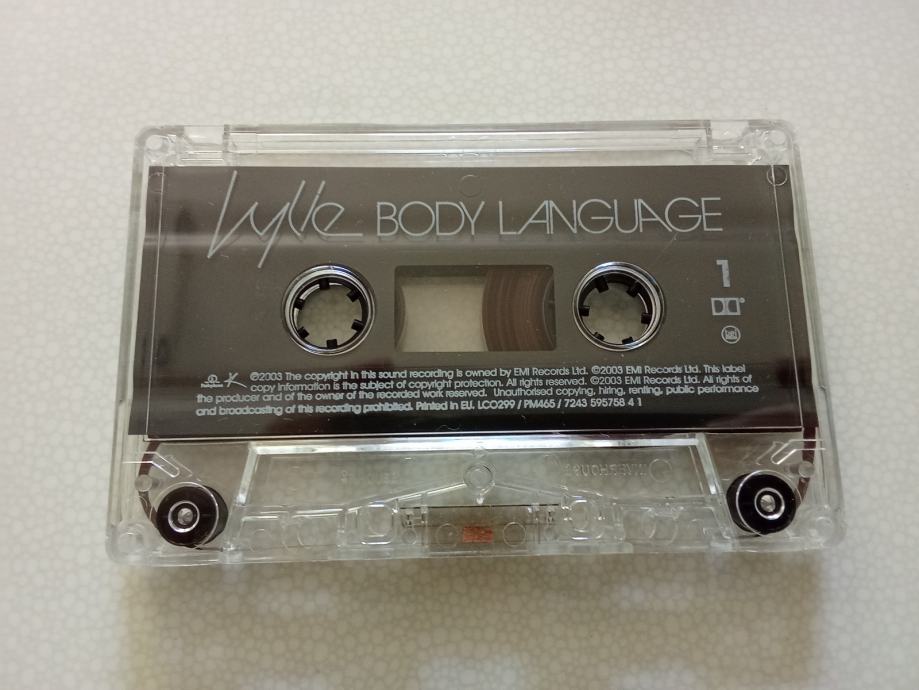 Kylie BODY LANGUAGE
1
℗2003 The copyright in this sound recording is owned by EMI Records Ltd. ©2003 EMI Records Ltd. This label
copy information is the subject of copyright protection. All rights reserved. ©2003 EMI Records Ltd. All rights of
the producer and of the owner of the recorded work reserved. Unauthorised copying, hiring, renting, public performance
and broadcasting of this recording prohibited. Printed in EU. LC0299 / PM465 / 7243 595758 4 1